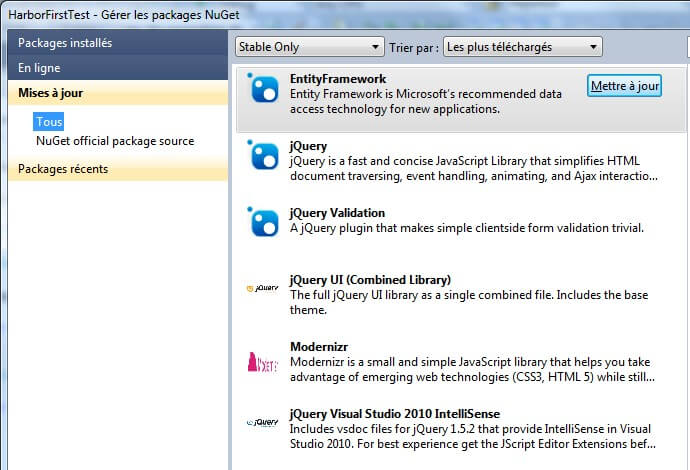 HarborFirstTest - Gérer les packages NuGet
Packages installés
En ligne
Mises à jour
Tous
NuGet official package source
Packages récents
Stable Only
Trier par :
Les plus téléchargés
EntityFramework
Entity Framework is Microsoft's recommended data
access technology for new applications.
Mettre à jour
jQuery
jQuery is a fast and concise JavaScript Library that simplifies HTML
document traversing, event handling, animating, and Ajax interactio...
jQuery Validation
A jQuery plugin that makes simple clientside form validation trivial.
jQuery
jQuery UI (Combined Library)
The full jQuery UI library as a single combined file. Includes the base
theme.
Modernizr
Modernizr is a small and simple JavaScript library that helps you take
advantage of emerging web technologies (CSS3, HTML 5) while still...
jQuery
jQuery Visual Studio 2010 IntelliSense
Includes vsdoc files for jQuery 1.5.2 that provide IntelliSense in Visual
Studio 2010. For best experience get the JScript Editor Extensions bef...